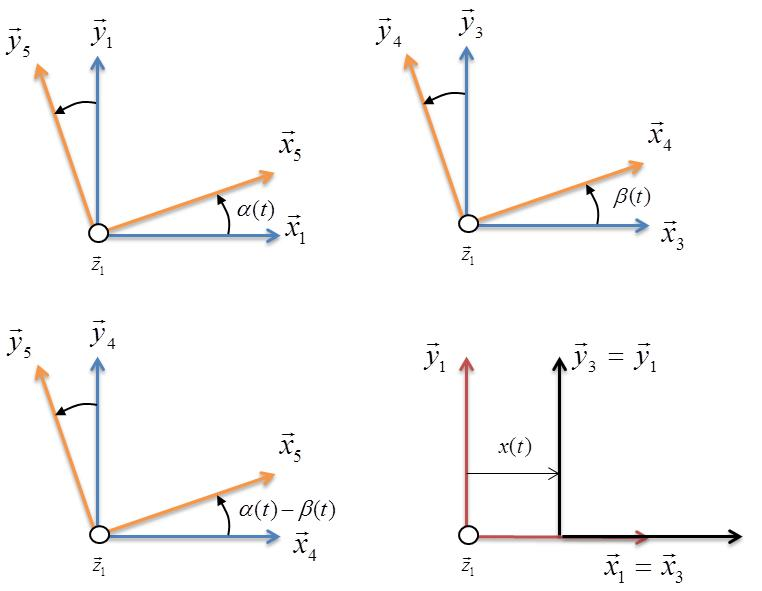 y⃗₅ y⃗₁
x⃗₅
α(t)
x⃗₁
z⃗₁
y⃗₄ y⃗₃
x⃗₄
β(t)
x⃗₃
z⃗₁
y⃗₅ y⃗₄
x⃗₅
α(t) − β(t)
x⃗₄
z⃗₁
y⃗₁ y⃗₃ = y⃗₁
x(t)
z⃗₁
x⃗₁ = x⃗₃